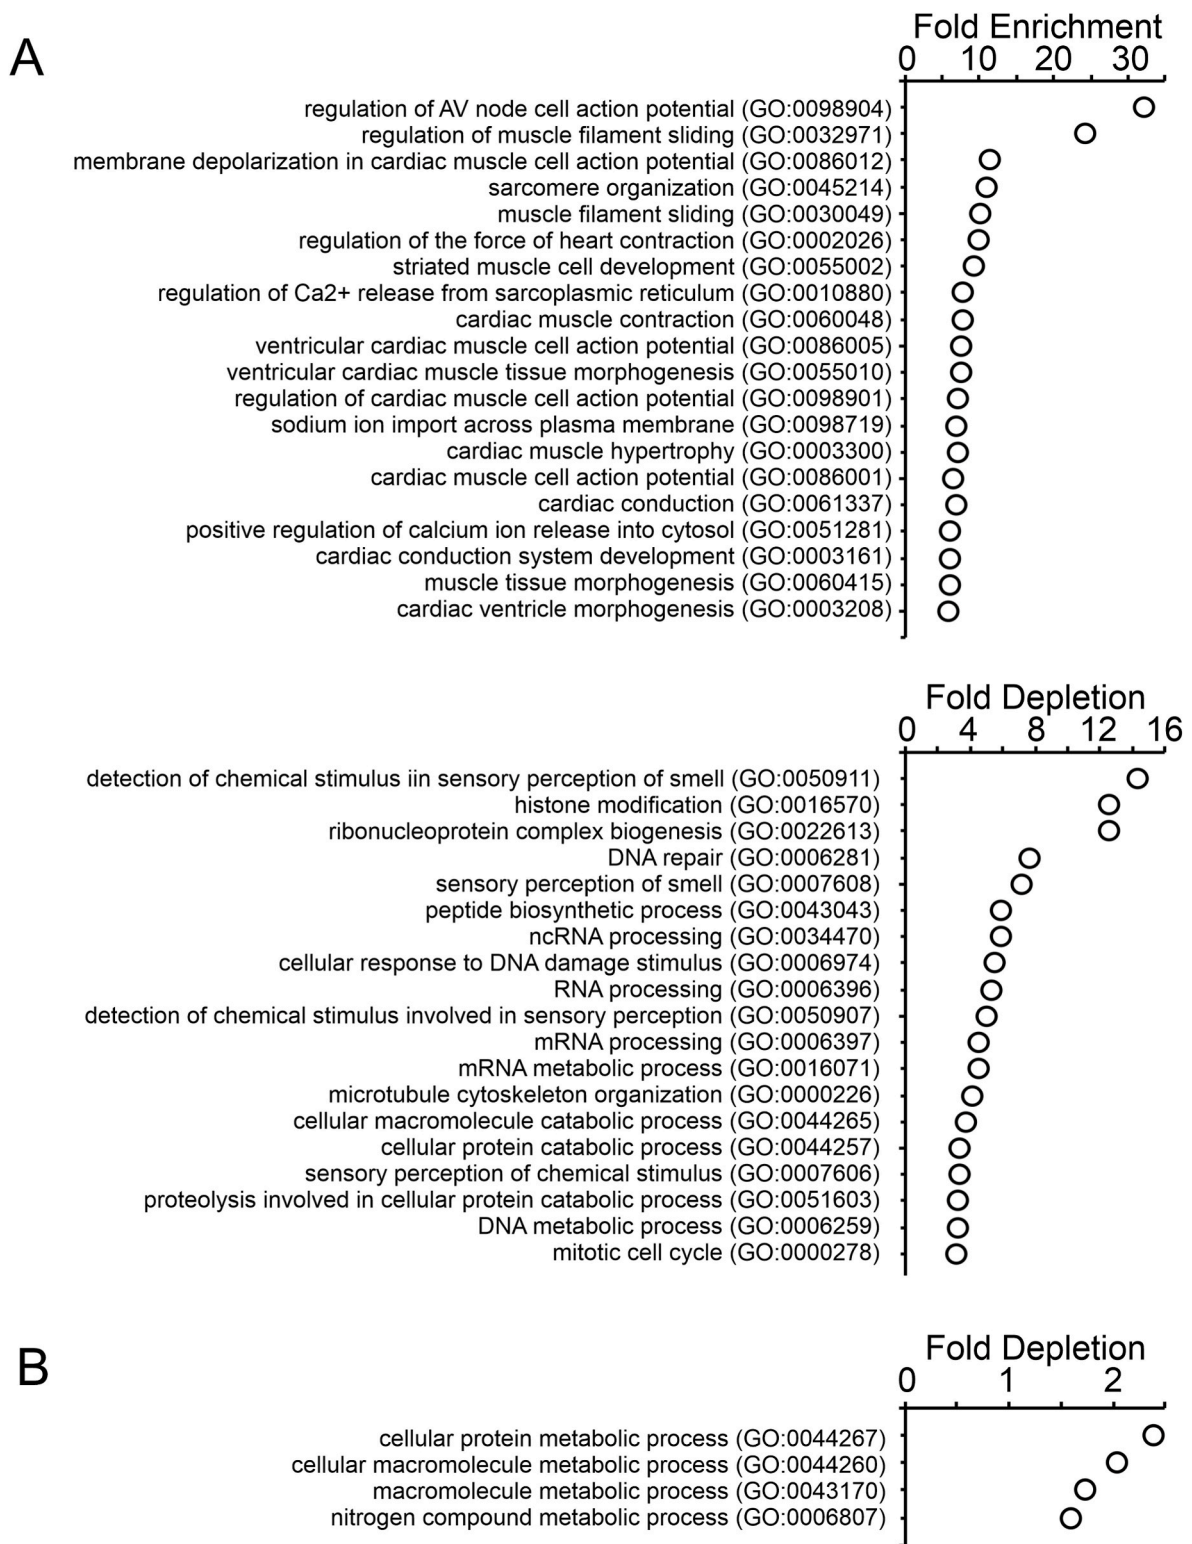 A
Fold Enrichment
0 10 20 30
regulation of AV node cell action potential (GO:0098904)
regulation of muscle filament sliding (GO:0032971)
membrane depolarization in cardiac muscle cell action potential (GO:0086012)
sarcomere organization (GO:0045214)
muscle filament sliding (GO:0030049)
regulation of the force of heart contraction (GO:0002026)
striated muscle cell development (GO:0055002)
regulation of Ca2+ release from sarcoplasmic reticulum (GO:0010880)
cardiac muscle contraction (GO:0060048)
ventricular cardiac muscle cell action potential (GO:0086005)
ventricular cardiac muscle tissue morphogenesis (GO:0055010)
regulation of cardiac muscle cell action potential (GO:0098901)
sodium ion import across plasma membrane (GO:0098719)
cardiac muscle hypertrophy (GO:0003300)
cardiac muscle cell action potential (GO:0086001)
cardiac conduction (GO:0061337)
positive regulation of calcium ion release into cytosol (GO:0051281)
cardiac conduction system development (GO:0003161)
muscle tissue morphogenesis (GO:0060415)
cardiac ventricle morphogenesis (GO:0003208)
Fold Depletion
0 4 8 12 16
detection of chemical stimulus iin sensory perception of smell (GO:0050911)
histone modification (GO:0016570)
ribonucleoprotein complex biogenesis (GO:0022613)
DNA repair (GO:0006281)
sensory perception of smell (GO:0007608)
peptide biosynthetic process (GO:0043043)
ncRNA processing (GO:0034470)
cellular response to DNA damage stimulus (GO:0006974)
RNA processing (GO:0006396)
detection of chemical stimulus involved in sensory perception (GO:0050907)
mRNA processing (GO:0006397)
mRNA metabolic process (GO:0016071)
microtubule cytoskeleton organization (GO:0000226)
cellular macromolecule catabolic process (GO:0044265)
cellular protein catabolic process (GO:0044257)
sensory perception of chemical stimulus (GO:0007606)
proteolysis involved in cellular protein catabolic process (GO:0051603)
DNA metabolic process (GO:0006259)
mitotic cell cycle (GO:0000278)
B
Fold Depletion
0 1 2
cellular protein metabolic process (GO:0044267)
cellular macromolecule metabolic process (GO:0044260)
macromolecule metabolic process (GO:0043170)
nitrogen compound metabolic process (GO:0006807)